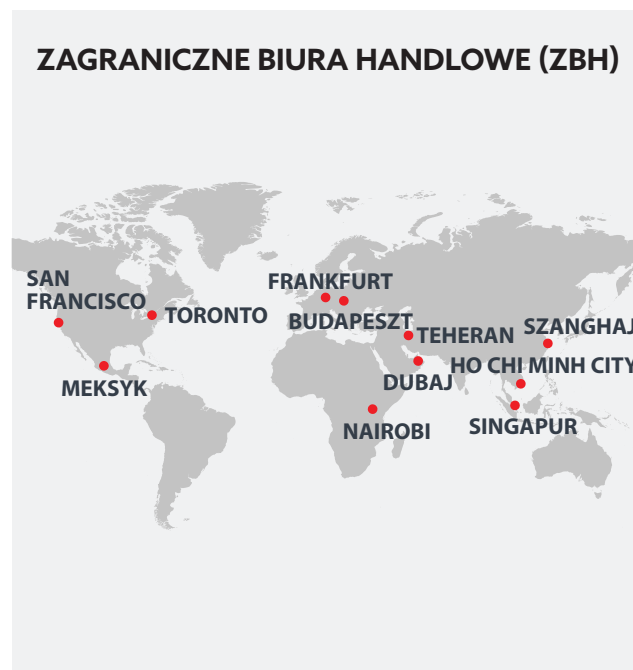 ZAGRANICZNE BIURA HANDLOWE (ZBH)
SAN
FRANCISCO
TORONTO
MEKSYK
FRANKFURT
BUDAPESZT
TEHERAN
SZANGHAJ
DUBAJ
HO CHI MINH CITY
NAIROBI
SINGAPUR